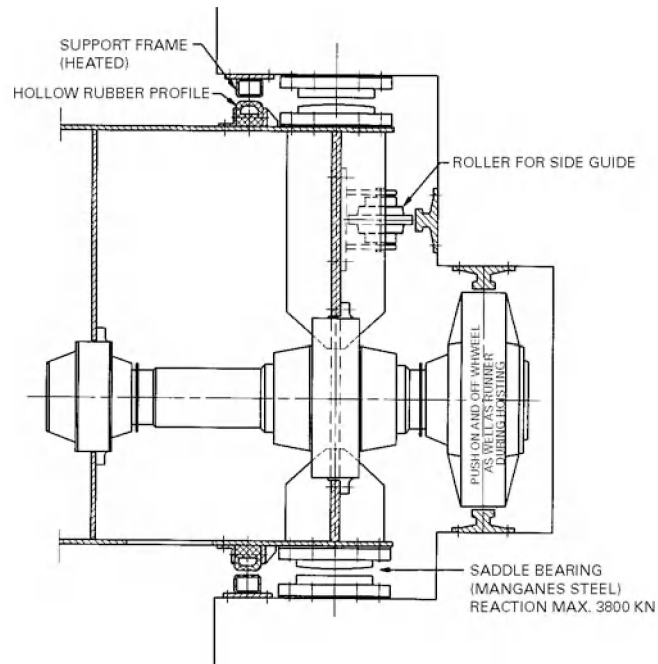 SUPPORT FRAME
(HEATED)
HOLLOW RUBBER PROFILE
ROLLER FOR SIDE GUIDE
PUSH ON AND OFF WHWEEL
AS WELL AS RUNNER
DURING HOISTING
SADDLE BEARING
(MANGANES STEEL)
REACTION MAX. 3800 KN